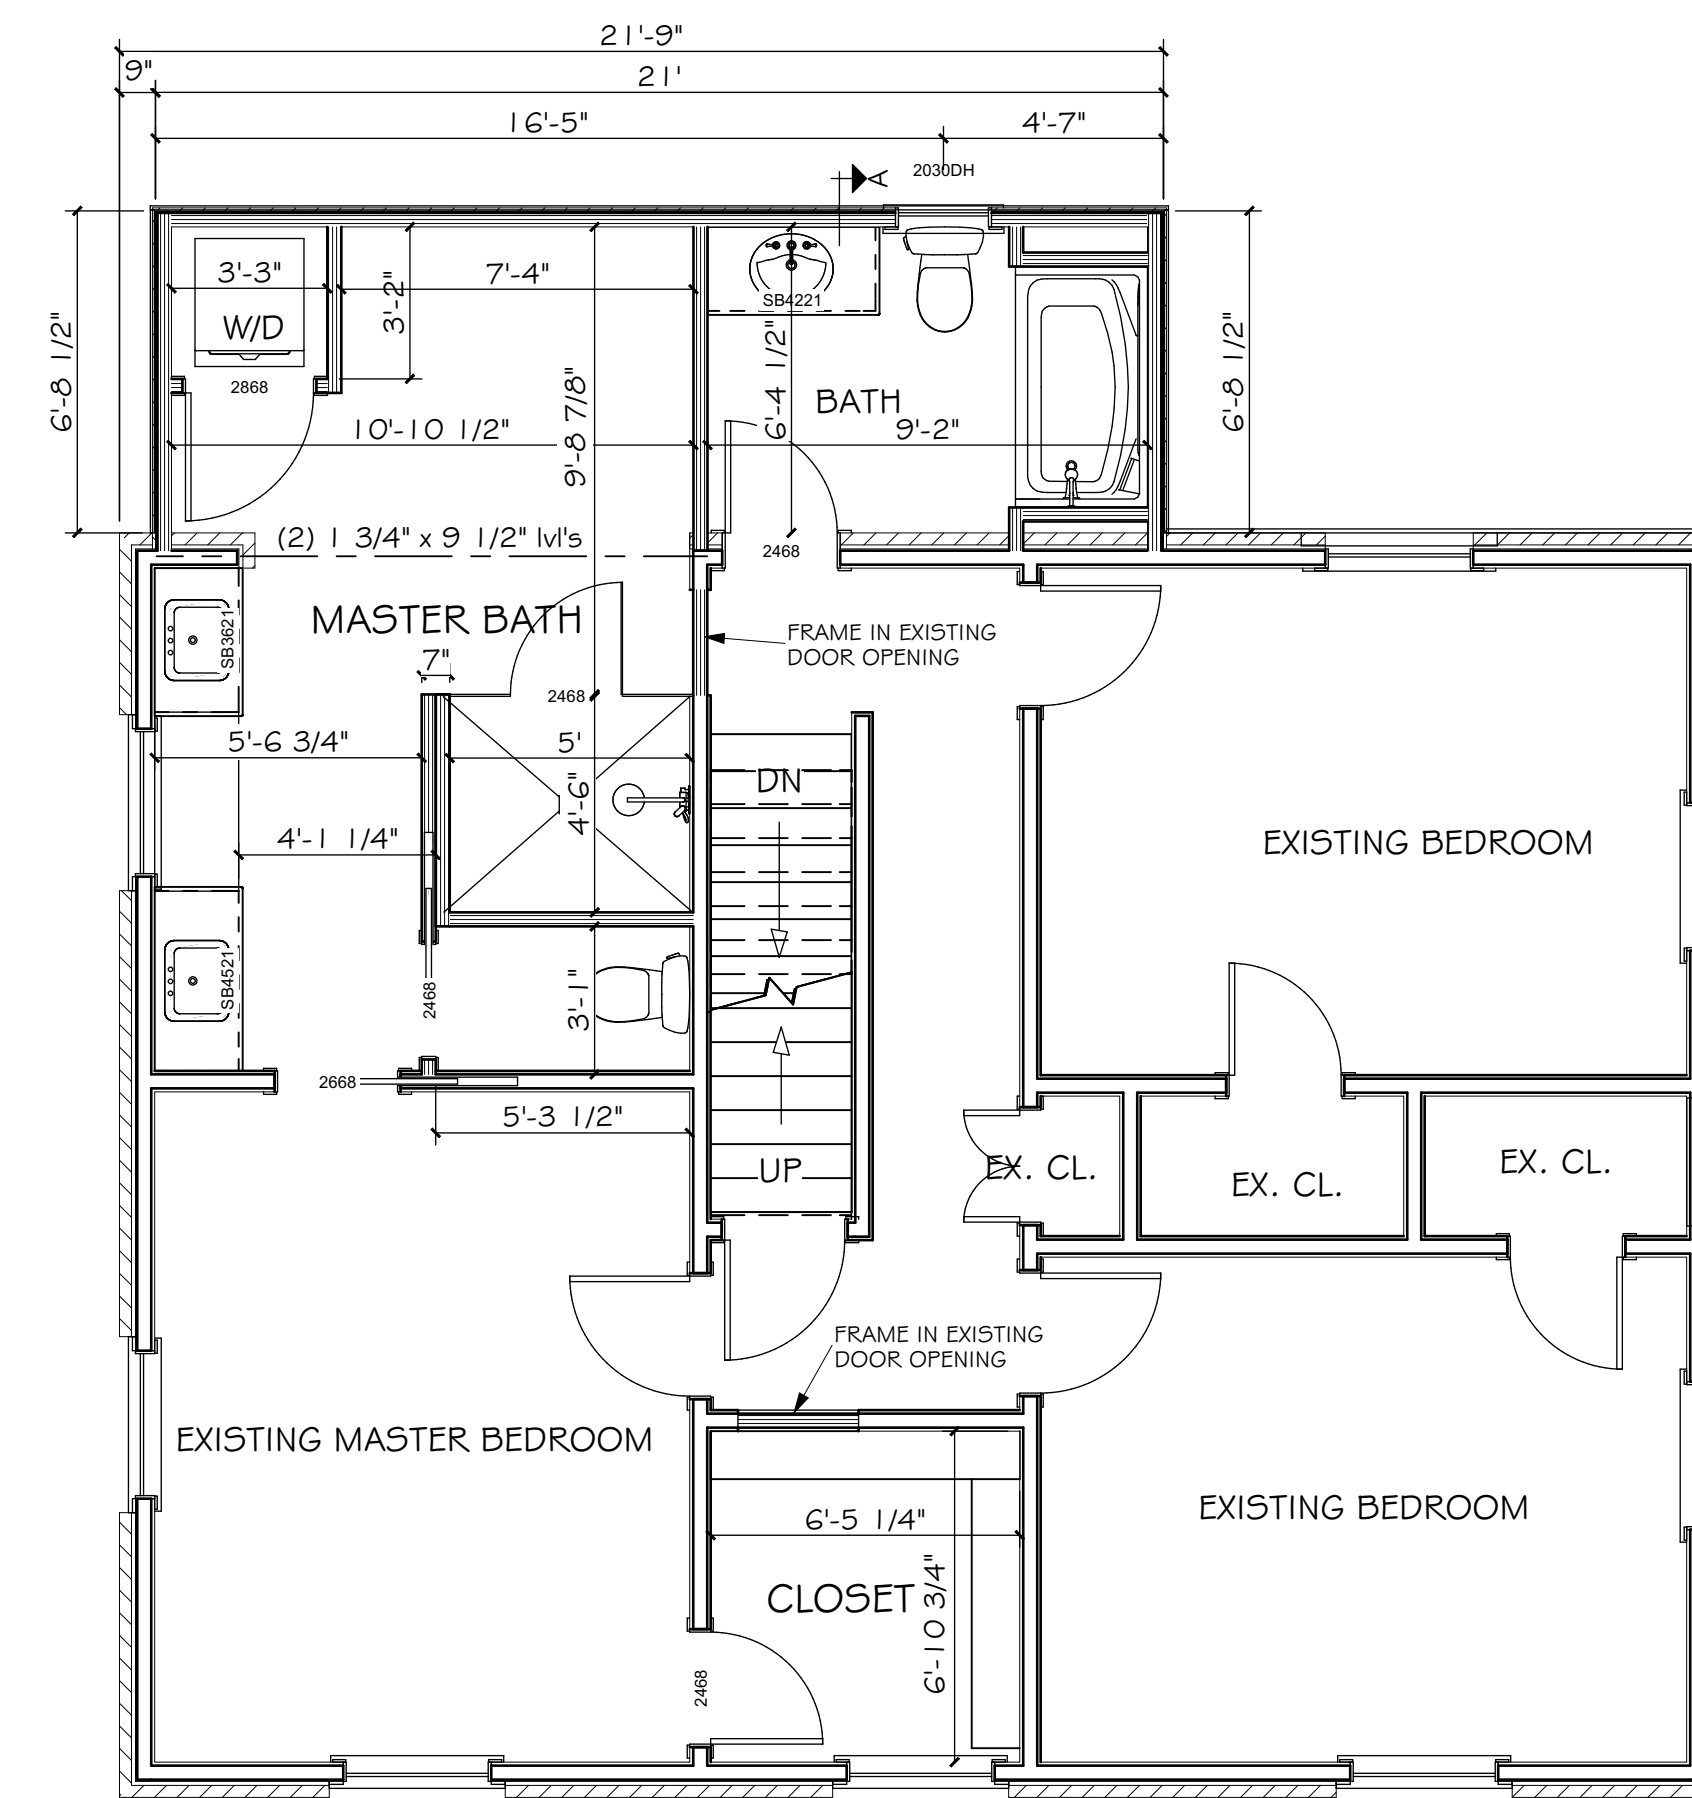 21'-9"
9"
21'
16'-5"
4'-7"
A
2030DH
3'-3"
7'-4"
3'-2"
W/D
SB4221
6'-8 1/2"
6'-8 1/2"
2868
6'-4 1/2"
9'-8 7/8"
BATH
10'-10 1/2"
9'-2"
(2) 1 3/4" x 9 1/2" lvl's
2468
MASTER BATH
SB3621
FRAME IN EXISTING
DOOR OPENING
7"
2468
5'-6 3/4"
5'
DN
4'-6"
4'-1 1/4"
EXISTING BEDROOM
SB4521
2468
3'-1"
2668
5'-3 1/2"
UP
EX. CL.
EX. CL.
EX. CL.
FRAME IN EXISTING
DOOR OPENING
EXISTING MASTER BEDROOM
EXISTING BEDROOM
6'-5 1/4"
CLOSET
6'-10 3/4"
2468